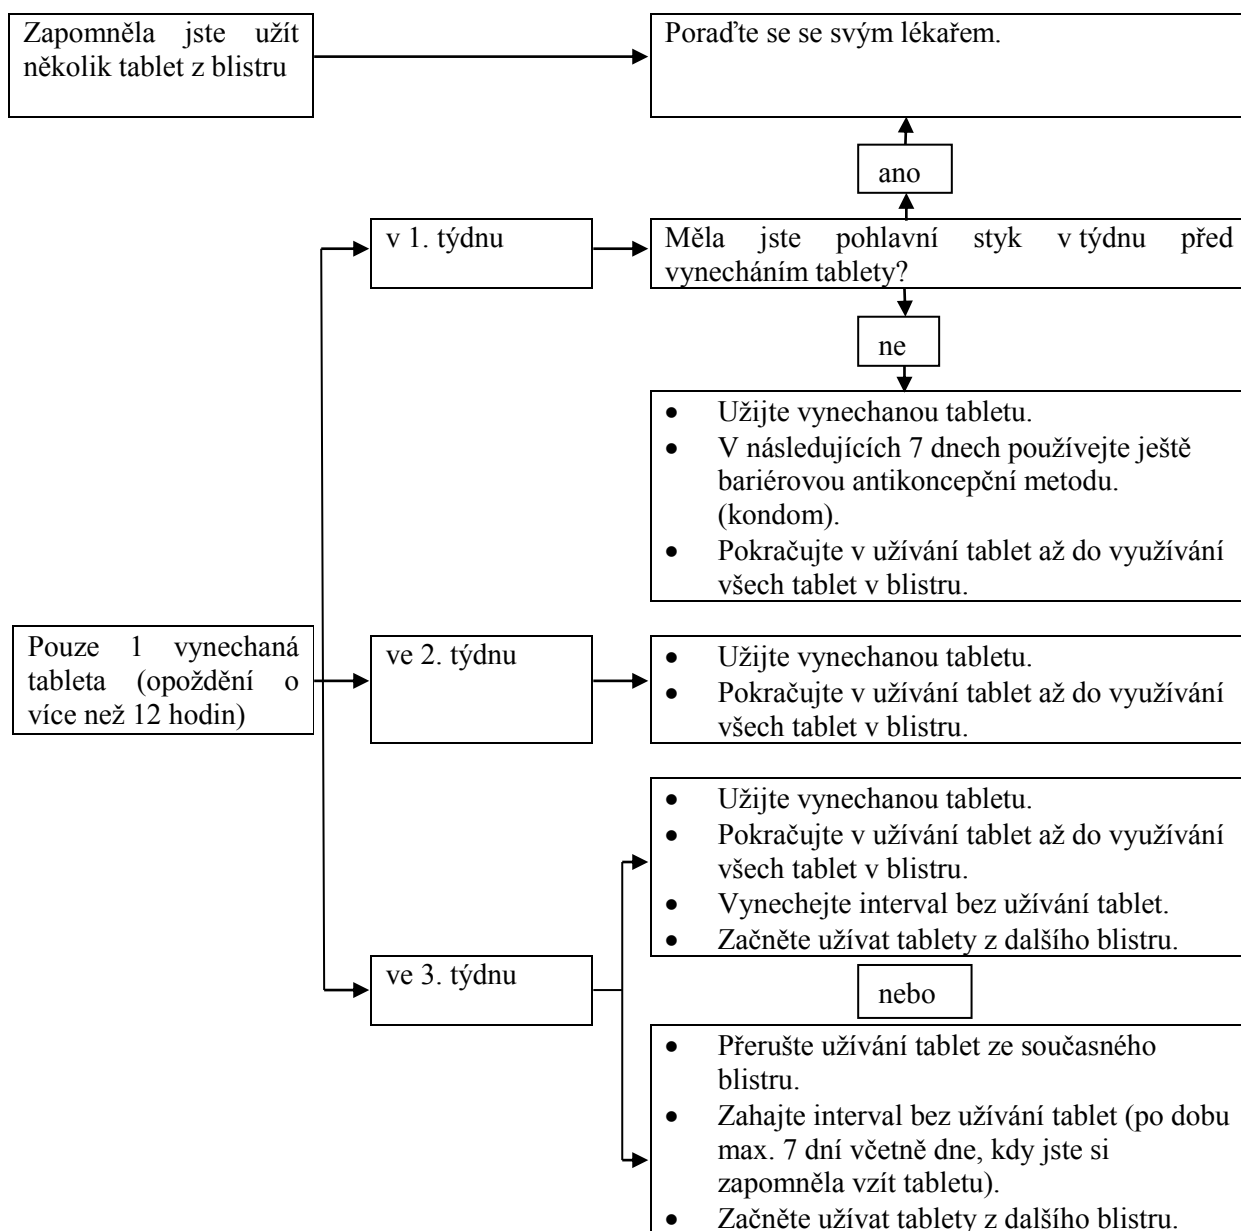 Zapomněla jste užít
několik tablet z blistru
Poraďte se se svým lékařem.
ano
v 1. týdnu
Měla jste pohlavní styk v týdnu před
vynecháním tablety?
ne
• Užijte vynechanou tabletu.
• V následujících 7 dnech používejte ještě
bariérovou antikoncepční metodu.
(kondom).
• Pokračujte v užívání tablet až do využívání
všech tablet v blistru.
Pouze 1 vynechaná
tableta (opoždění o
více než 12 hodin)
ve 2. týdnu
• Užijte vynechanou tabletu.
• Pokračujte v užívání tablet až do využívání
všech tablet v blistru.
ve 3. týdnu
• Užijte vynechanou tabletu.
• Pokračujte v užívání tablet až do využívání
všech tablet v blistru.
• Vynechejte interval bez užívání tablet.
• Začněte užívat tablety z dalšího blistru.
nebo
• Přerušte užívání tablet ze současného
blistru.
• Zahajte interval bez užívání tablet (po dobu
max. 7 dní včetně dne, kdy jste si
zapomněla vzít tabletu).
• Začněte užívat tablety z dalšího blistru.